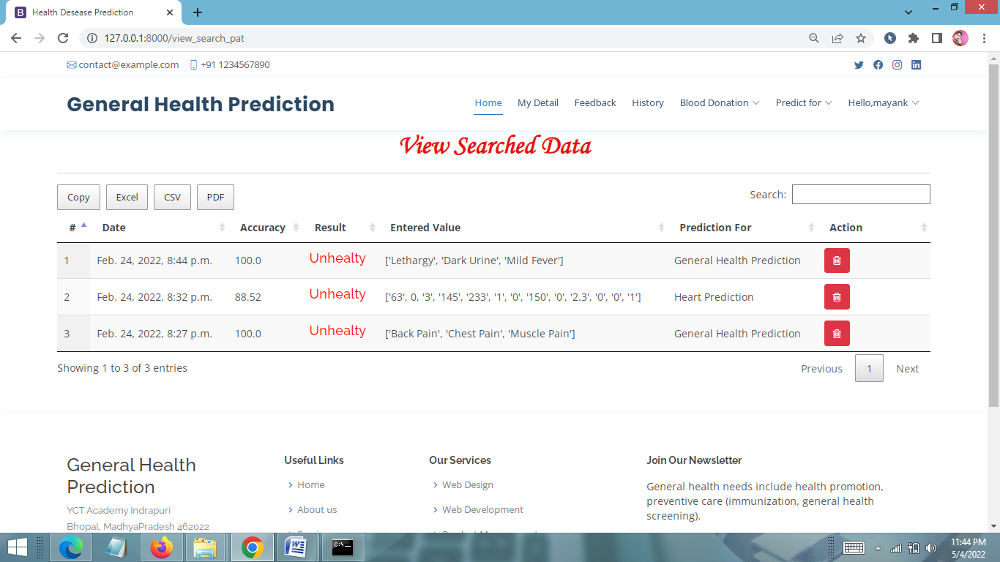 Health Desease Prediction
127.0.0.1:8000/view_search_pat
contact@example.com +91 1234567890
General Health Prediction
Home My Detail Feedback History Blood Donation Predict for Hello,mayank
View Searched Data
Copy Excel CSV PDF Search:
# Date Accuracy Result Entered Value Prediction For Action
1 Feb. 24, 2022, 8:44 p.m. 100.0 Unhealty ['Lethargy', 'Dark Urine', 'Mild Fever'] General Health Prediction
2 Feb. 24, 2022, 8:32 p.m. 88.52 Unhealty ['63', 0, '3', '145', '233', '1', '0', '150', '0', '2.3', '0', '0', '1'] Heart Prediction
3 Feb. 24, 2022, 8:27 p.m. 100.0 Unhealty ['Back Pain', 'Chest Pain', 'Muscle Pain'] General Health Prediction
Showing 1 to 3 of 3 entries Previous 1 Next
General Health
Prediction
YCT Academy Indrapuri
Bhopal, MadhyaPradesh 462022
Useful Links
Home
About us
Our Services
Web Design
Web Development
Join Our Newsletter
General health needs include health promotion,
preventive care (immunization, general health
screening).
11:44 PM
5/4/2022